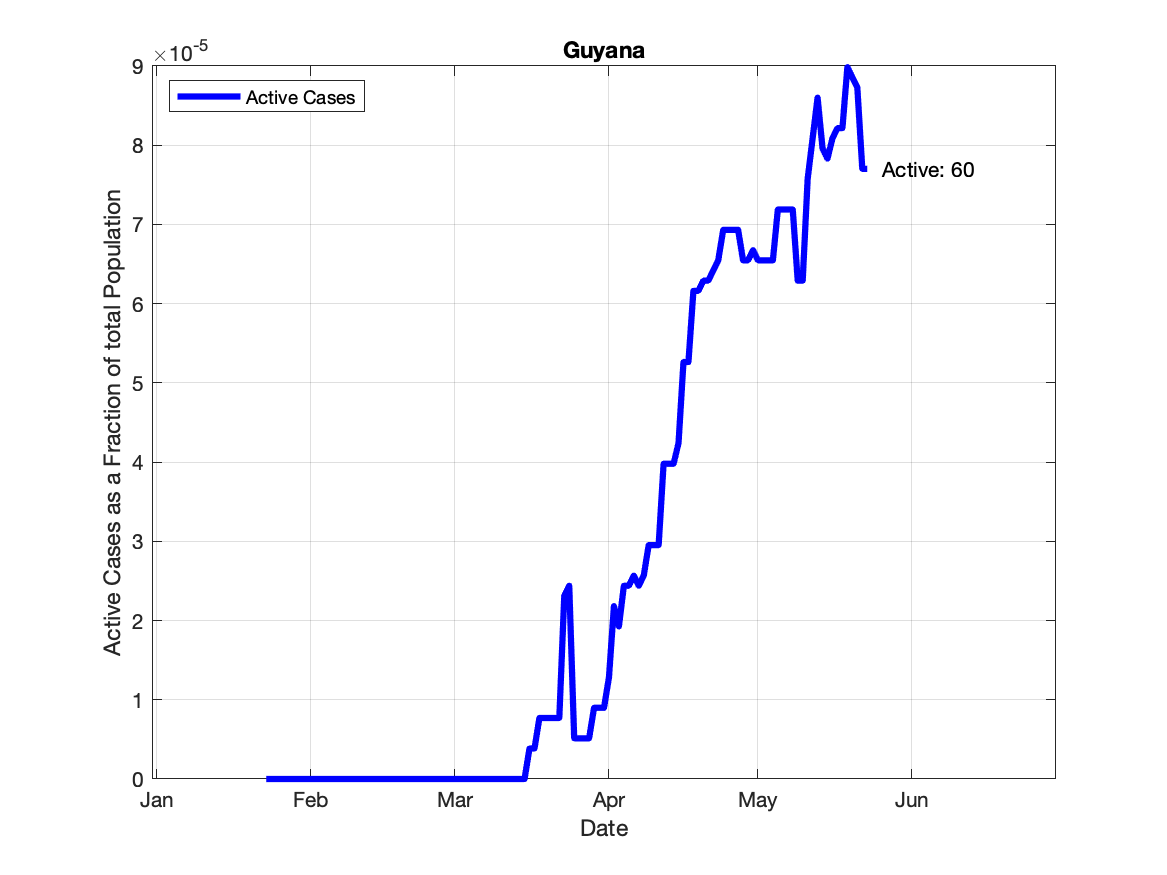 Guyana
×10-5
Active Cases
Active: 60
9
8
7
6
5
4
3
2
1
0
Active Cases as a Fraction of total Population
Jan Feb Mar Apr May Jun
Date